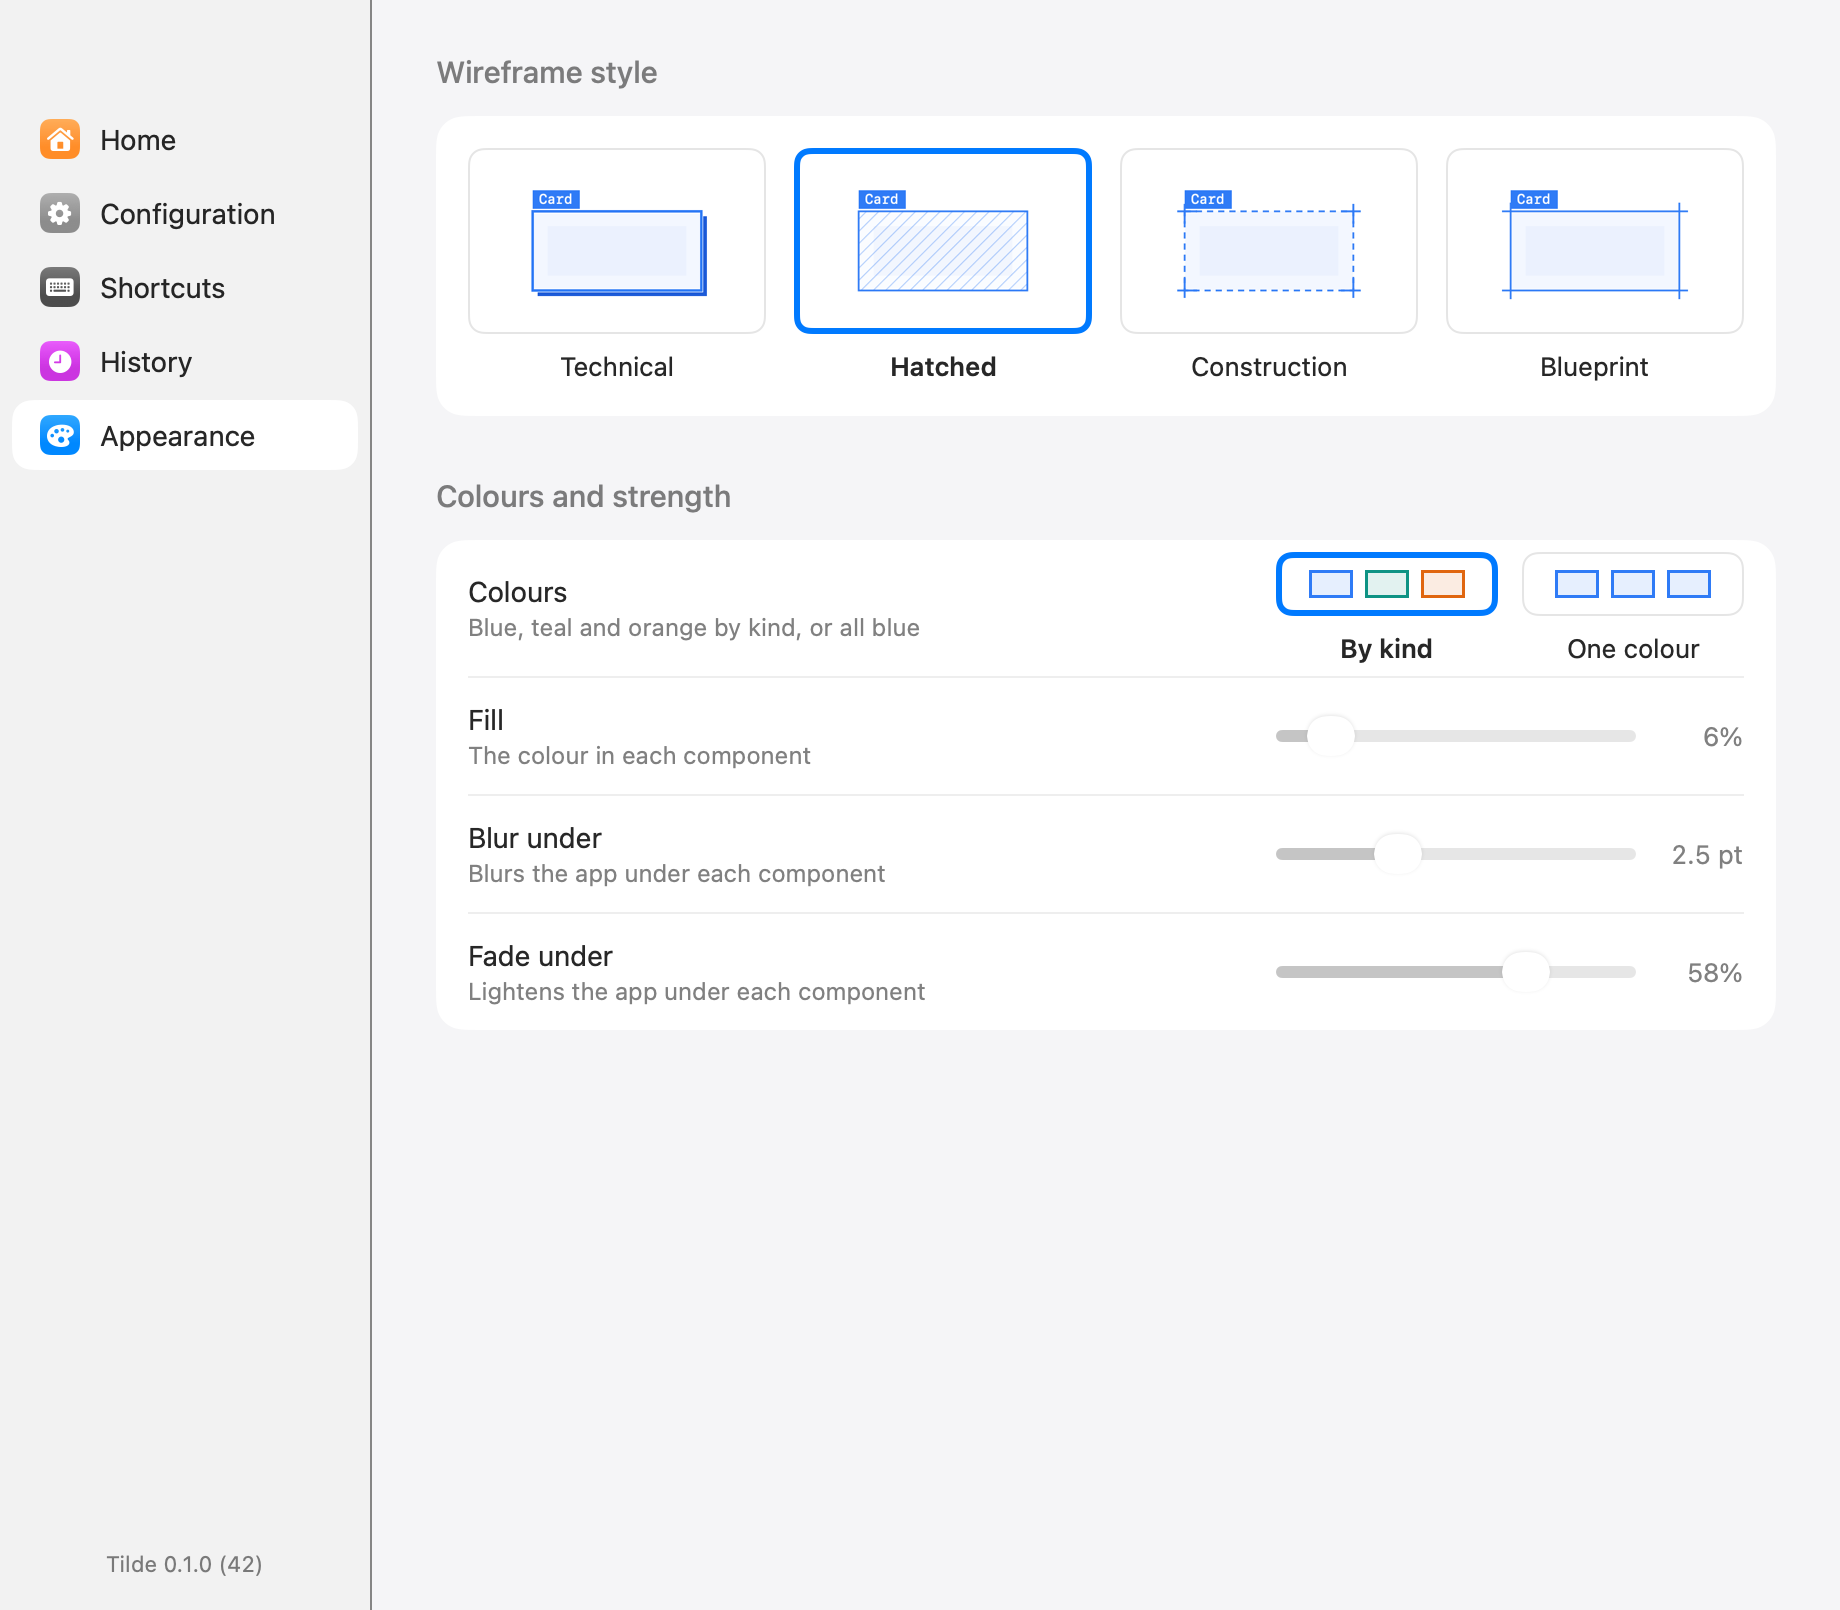 Home
Configuration
Shortcuts
History
Appearance
Tilde 0.1.0 (42)
Wireframe style
Card
Technical
Card
Hatched
Card
Construction
Card
Blueprint
Colours and strength
Colours
Blue, teal and orange by kind, or all blue
By kind
One colour
Fill
The colour in each component
6%
Blur under
Blurs the app under each component
2.5 pt
Fade under
Lightens the app under each component
58%